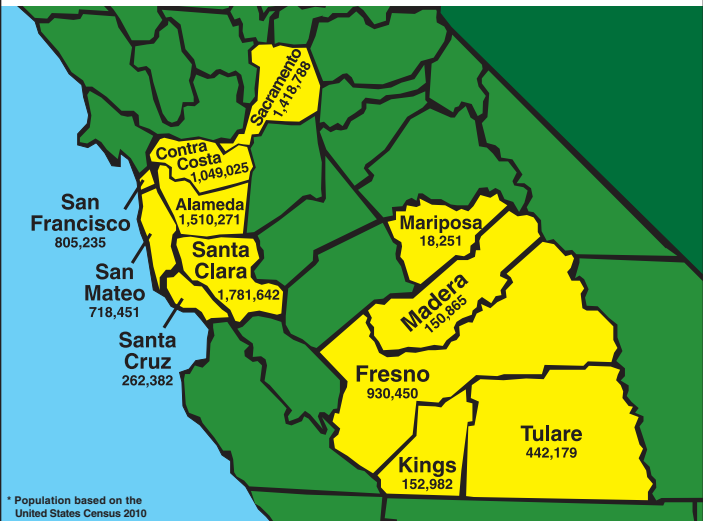 Sacramento
1,418,788
Contra
Costa
1,049,025
San
Francisco
805,235
Alameda
1,510,271
Mariposa
18,251
Santa
Clara
1,781,642
San
Mateo
718,451
Madera
150,865
Santa
Cruz
262,382
Fresno
930,450
Tulare
442,179
Kings
152,982
* Population based on the
United States Census 2010